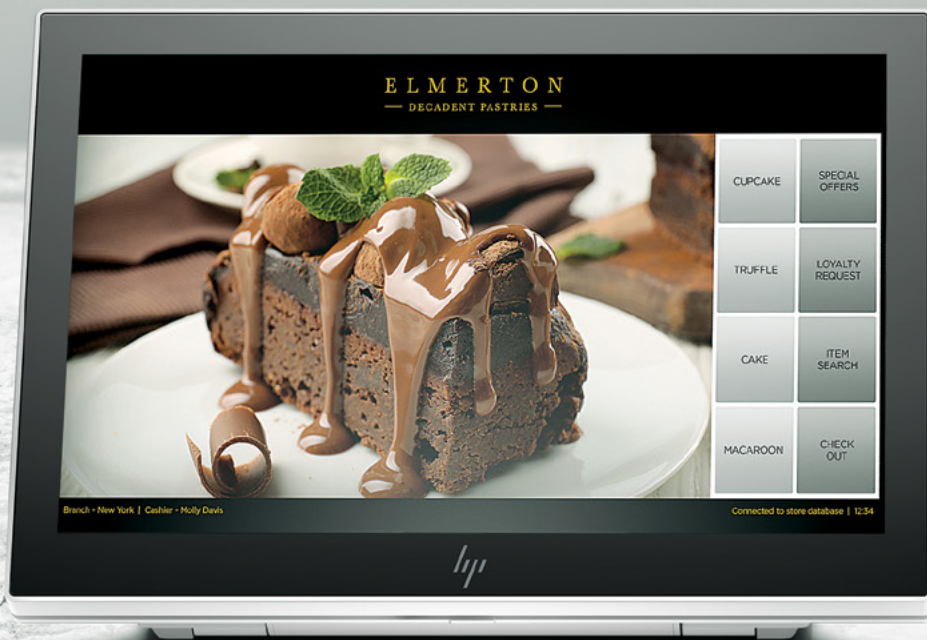 ELMERTON
DECADENT PASTRIES
CUPCAKE
SPECIAL
OFFERS
TRUFFLE
LOYALTY
REQUEST
CAKE
ITEM
SEARCH
MACAROON
CHECK
OUT
Branch - New York | Cashier - Molly Davis
Connected to store database | 12:34
hp